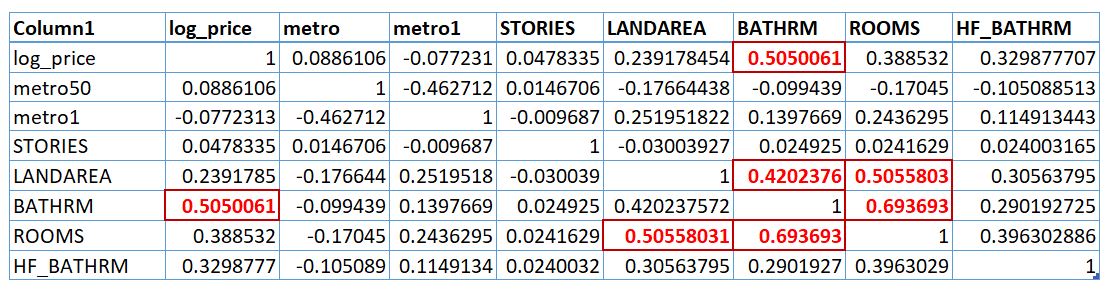 Column1 log_price metro metro1 STORIES LANDAREA BATHRM ROOMS HF_BATHRM
log_price 1 0.0886106 -0.077231 0.0478335 0.239178454 0.5050061 0.388532 0.329877707
metro50 0.0886106 1 -0.462712 0.0146706 -0.17664438 -0.099439 -0.17045 -0.105088513
metro1 -0.0772313 -0.462712 1 -0.009687 0.251951822 0.1397669 0.2436295 0.114913443
STORIES 0.0478335 0.0146706 -0.009687 1 -0.03003927 0.024925 0.0241629 0.024003165
LANDAREA 0.2391785 -0.176644 0.2519518 -0.030039 1 0.4202376 0.5055803 0.30563795
BATHRM 0.5050061 -0.099439 0.1397669 0.024925 0.420237572 1 0.693693 0.290192725
ROOMS 0.388532 -0.17045 0.2436295 0.0241629 0.50558031 0.693693 1 0.396302886
HF_BATHRM 0.3298777 -0.105089 0.1149134 0.0240032 0.30563795 0.2901927 0.3963029 1